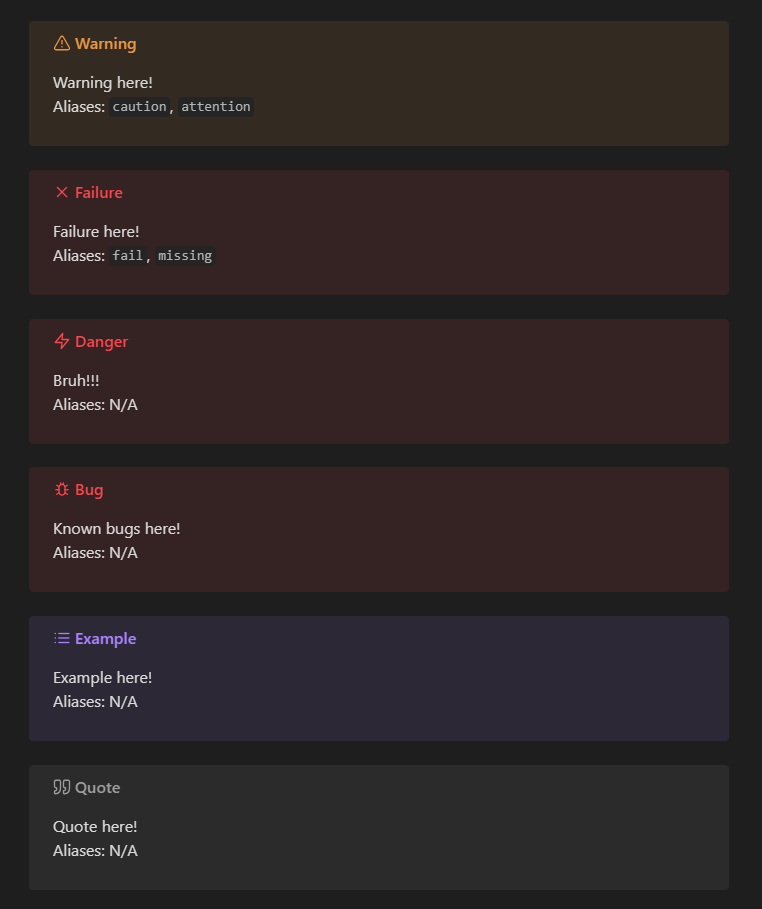 Warning
Warning here!
Aliases: caution, attention
Failure
Failure here!
Aliases: fail, missing
Danger
Bruh!!!
Aliases: N/A
Bug
Known bugs here!
Aliases: N/A
Example
Example here!
Aliases: N/A
Quote
Quote here!
Aliases: N/A